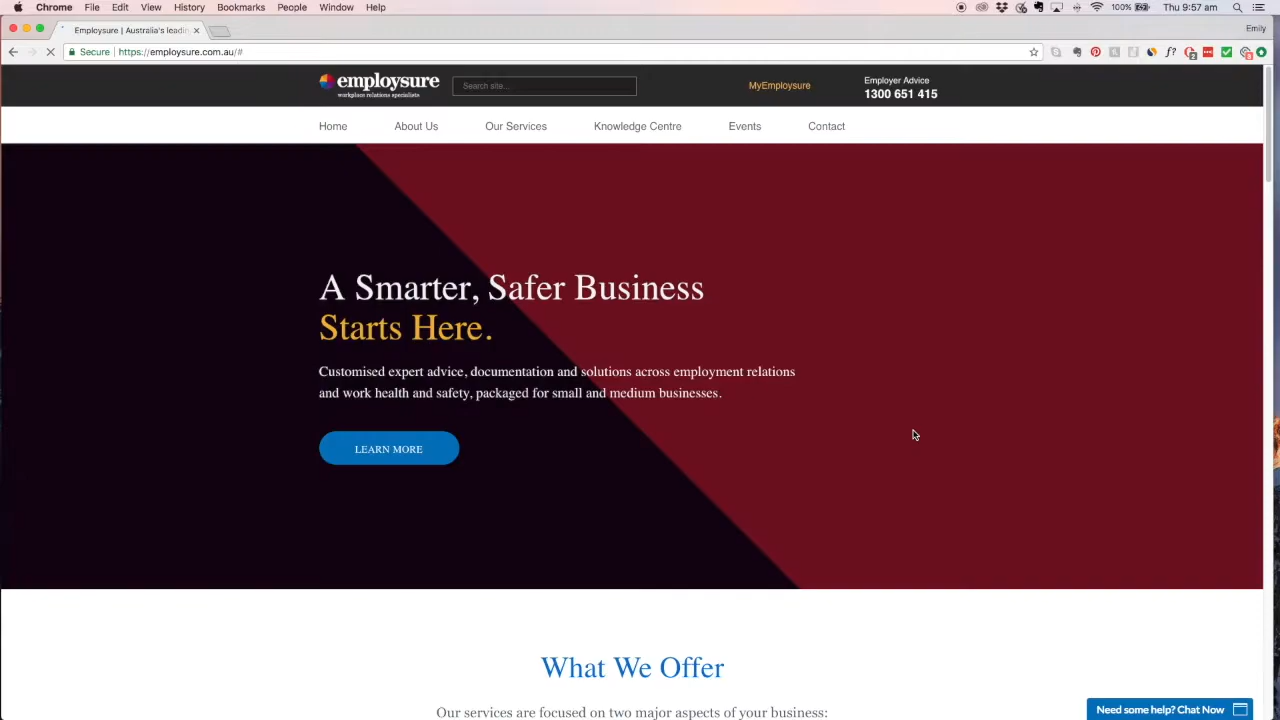 Chrome File Edit View History Bookmarks People Window Help 100% Thu 9:57 am
Employsure | Australia's leadin
Emily
Secure https://employsure.com.au/#
employsure
workplace relations specialists
Search site...
MyEmploysure
Employer Advice
1300 651 415
Home About Us Our Services Knowledge Centre Events Contact
A Smarter, Safer Business
Starts Here.
Customised expert advice, documentation and solutions across employment relations
and work health and safety, packaged for small and medium businesses.
LEARN MORE
What We Offer
Our services are focused on two major aspects of your business:
Need some help? Chat Now